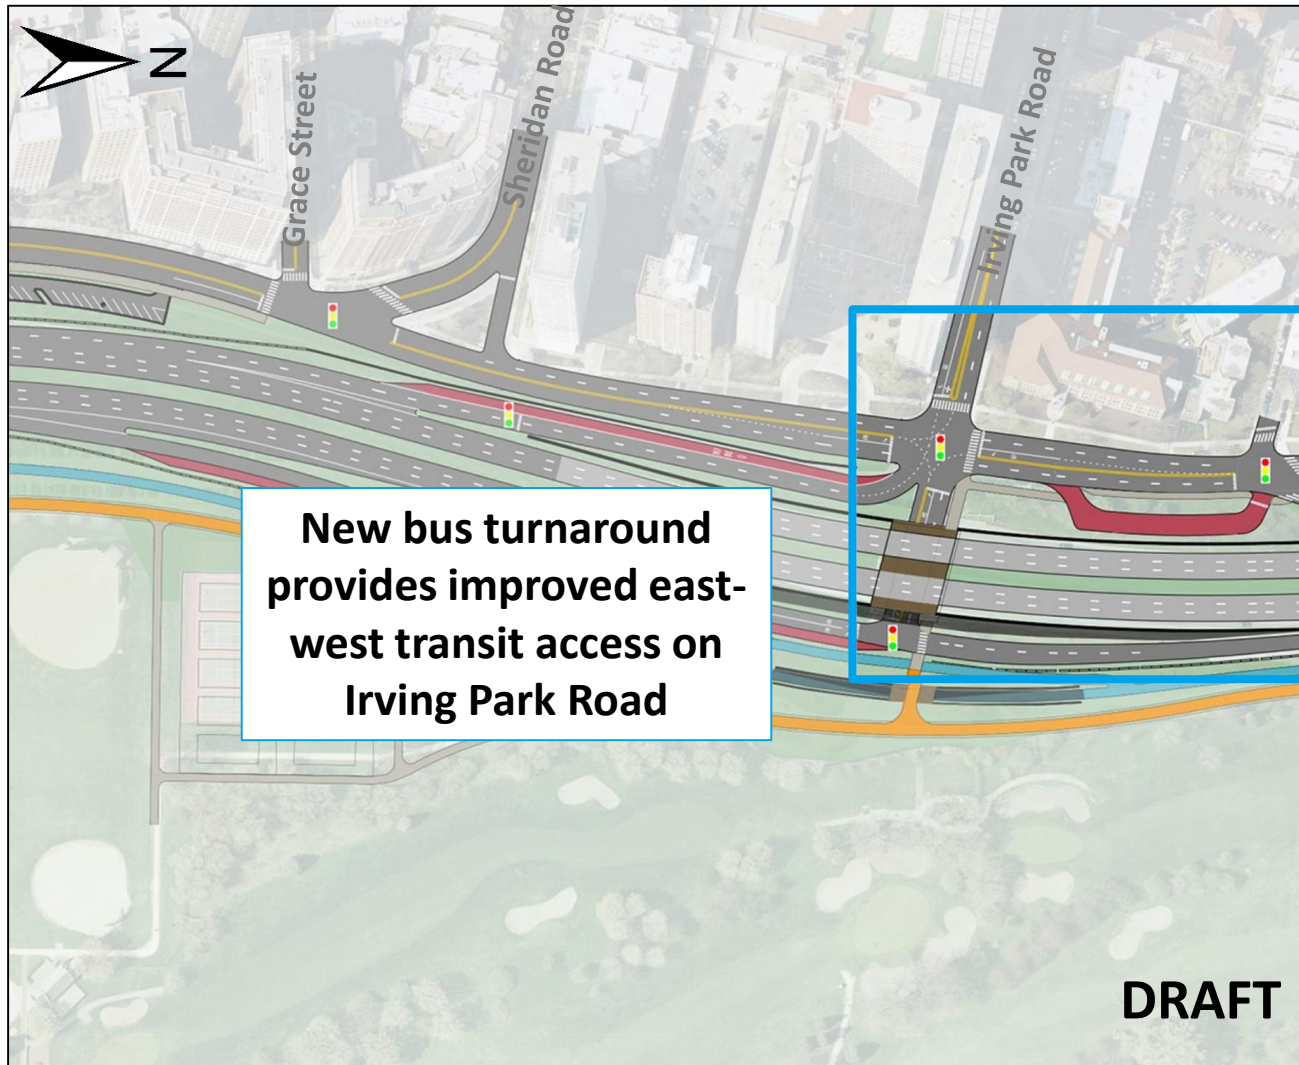 N
Grace Street
Sheridan Road
Irving Park Road
New bus turnaround
provides improved east-
west transit access on
Irving Park Road
DRAFT